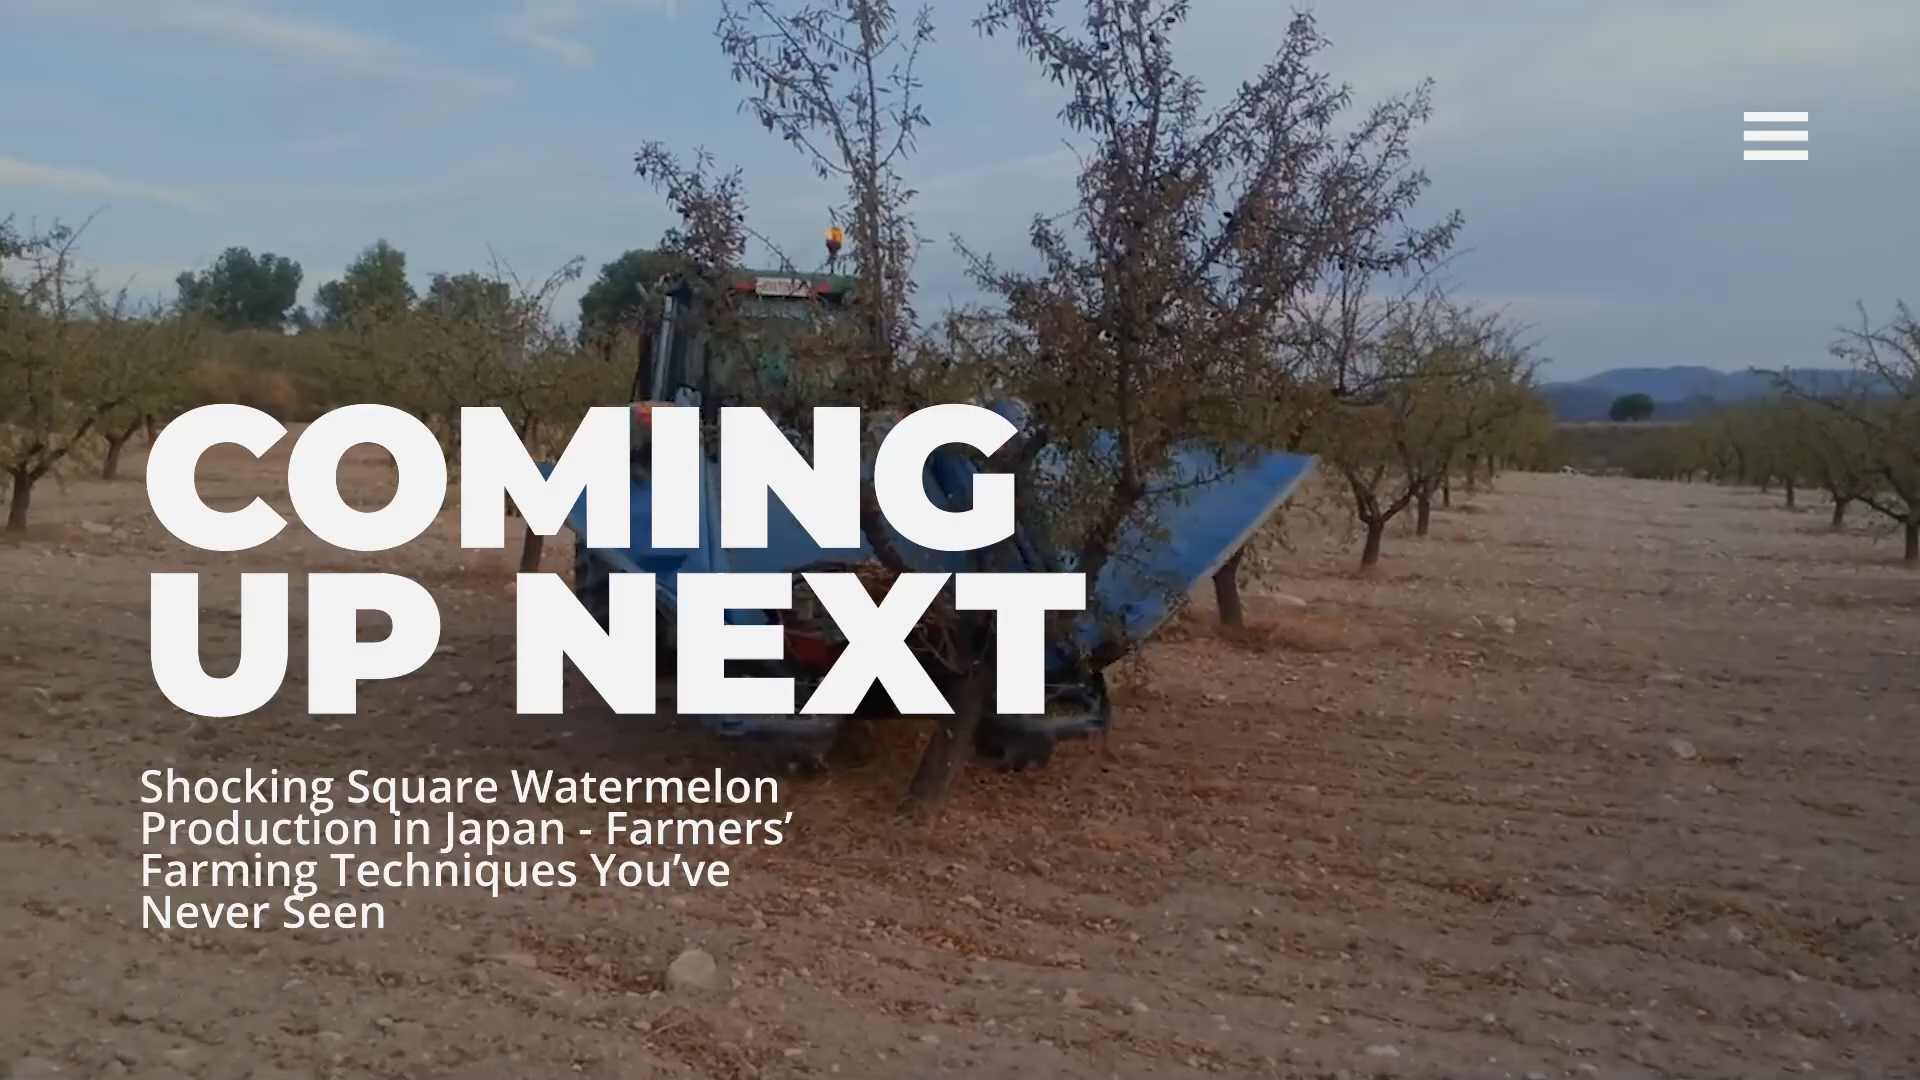 COMING
UP NEXT
Shocking Square Watermelon
Production in Japan - Farmers’
Farming Techniques You’ve
Never Seen